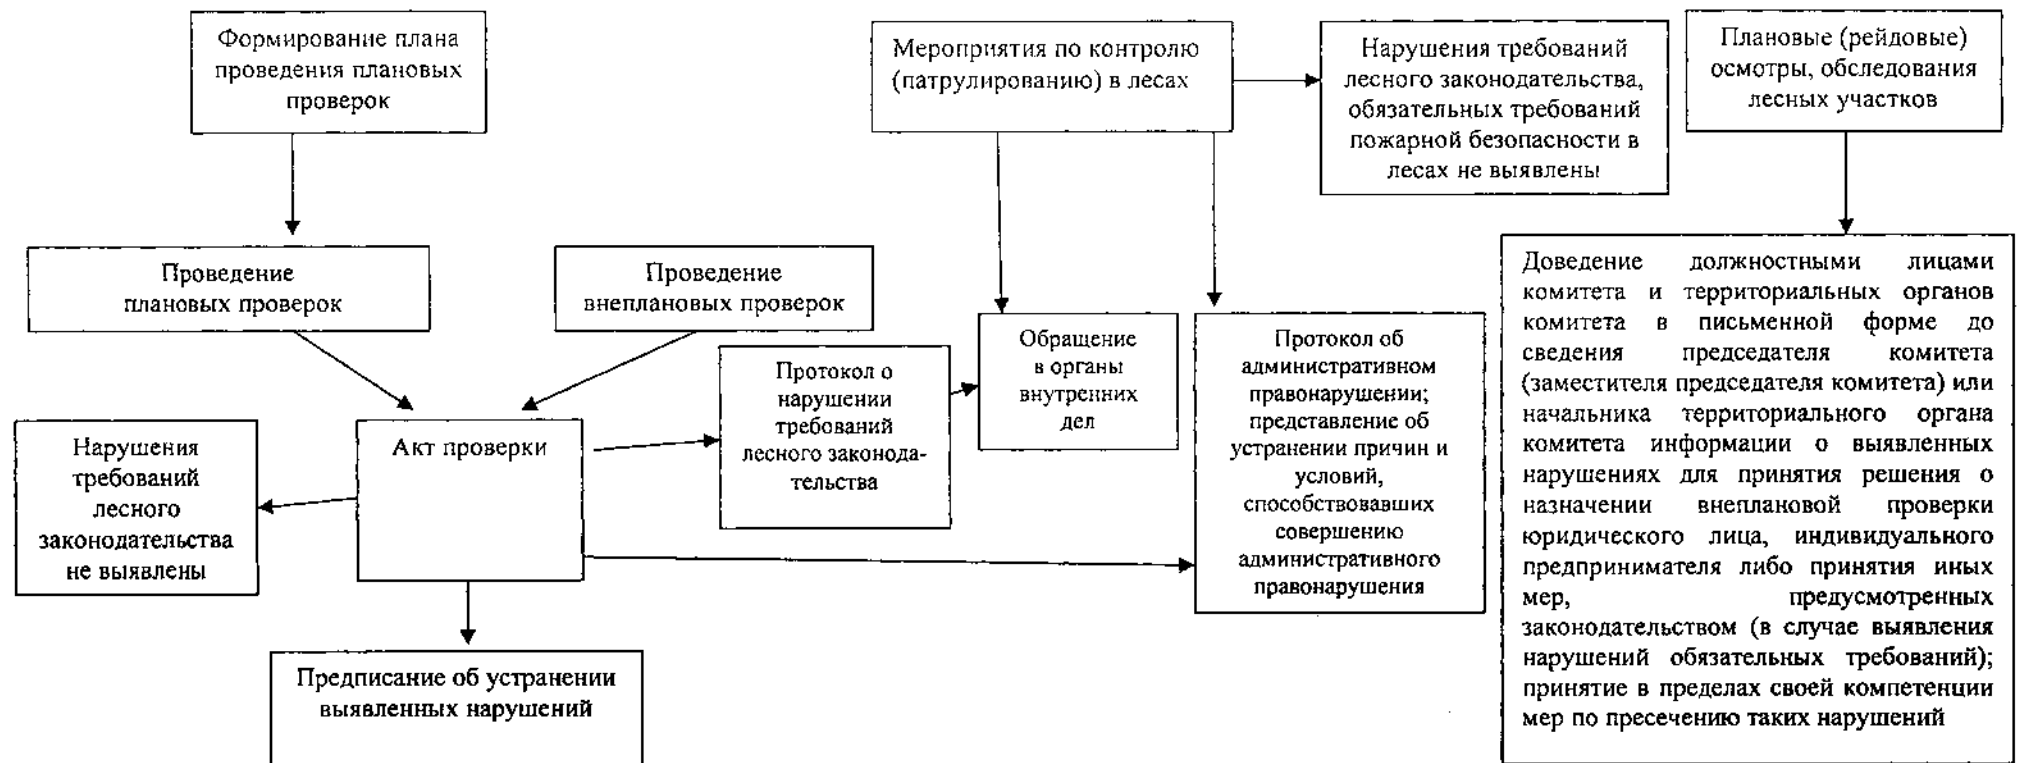 Формирование плана
проведения плановых
проверок
Мероприятия по контролю
(патрулированию) в лесах
Нарушения требований
лесного законодательства,
обязательных требований
пожарной безопасности в
лесах не выявлены
Плановые (рейдовые)
осмотры, обследования
лесных участков
Проведение
плановых проверок
Проведение
внеплановых проверок
Обращение
в органы
внутренних
дел
Протокол об
административном
правонарушении;
представление об
устранении причин и
условий,
способствовавших
совершению
административного
правонарушения
Доведение должностными лицами
комитета и территориальных органов
комитета в письменной форме до
сведения председателя комитета
(заместителя председателя комитета) или
начальника территориального органа
комитета информации о выявленных
нарушениях для принятия решения о
назначении внеплановой проверки
юридического лица, индивидуального
предпринимателя либо принятия иных
мер, предусмотренных
законодательством (в случае выявления
нарушений обязательных требований);
принятие в пределах своей компетенции
мер по пресечению таких нарушений
Протокол о
нарушении
требований
лесного законода-
тельства
Нарушения
требований
лесного
законодательства
не выявлены
Акт проверки
Предписание об устранении
выявленных нарушений